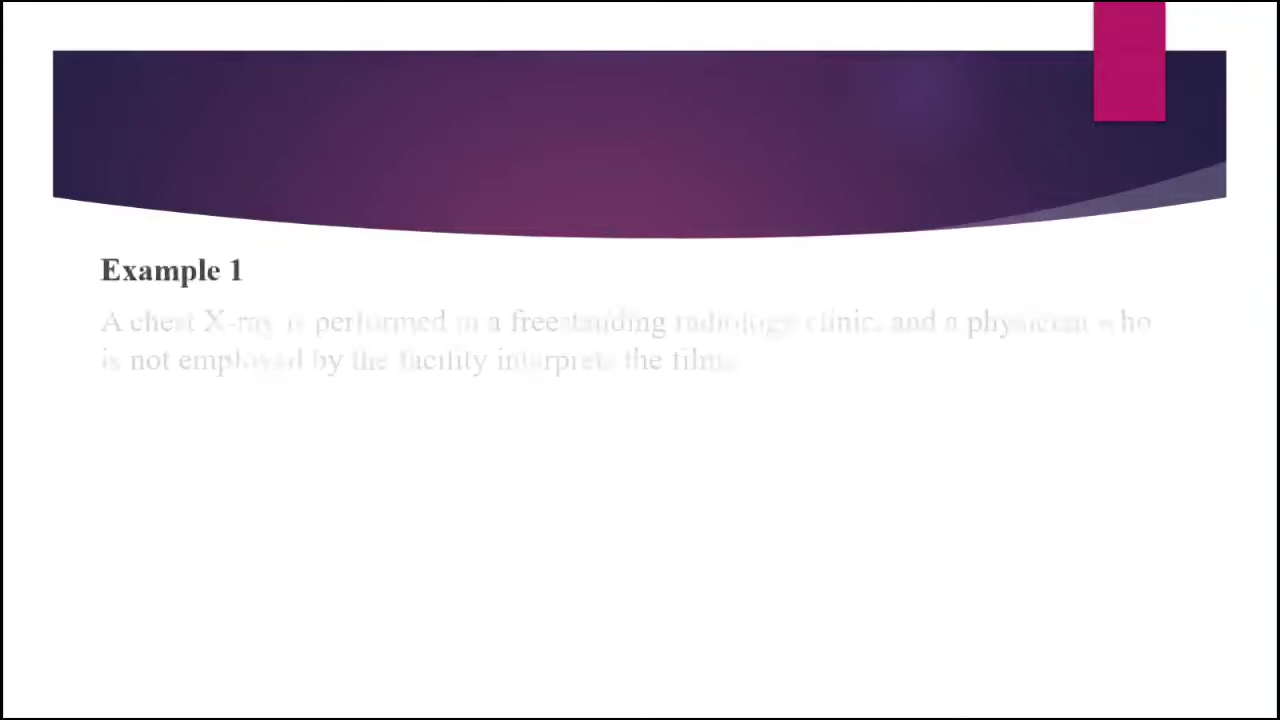 Example 1
A chest X-ray is performed in a freestanding radiology clinic, and a physician who
is not employed by the facility interprets the films.